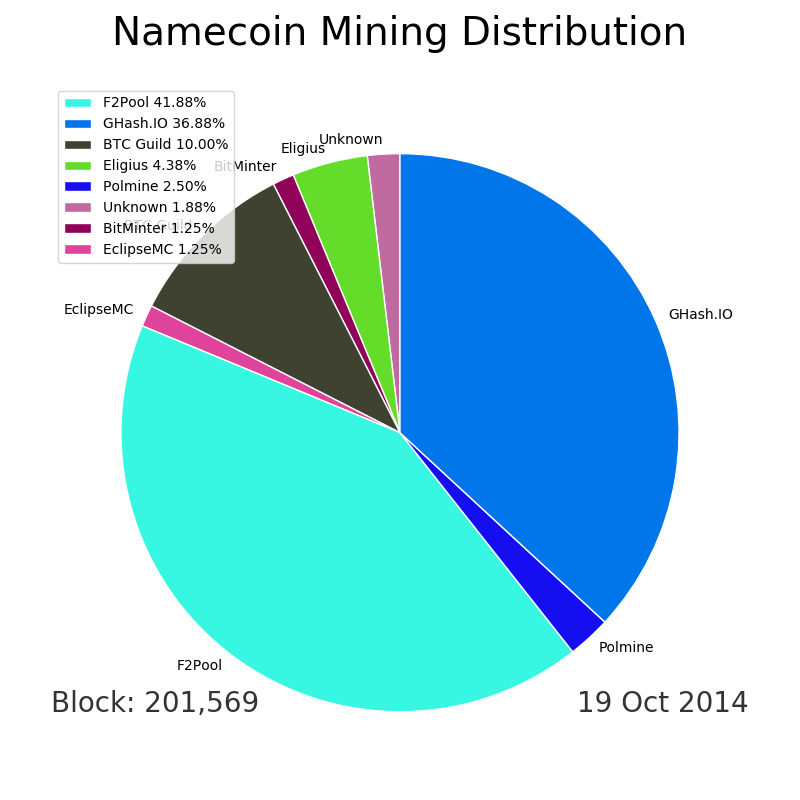 Namecoin Mining Distribution
F2Pool 41.88%
GHash.IO 36.88%
BTC Guild 10.00%
Eligius 4.38%
Polmine 2.50%
Unknown 1.88%
BitMinter 1.25%
EclipseMC 1.25%
Unknown
Eligius
BitMinter
BTC Guild
EclipseMC
GHash.IO
Polmine
F2Pool
Block: 201,569
19 Oct 2014